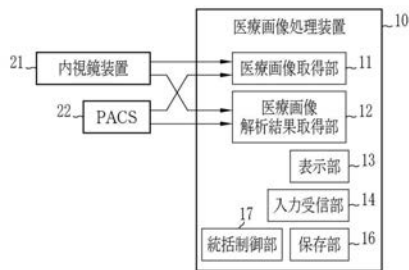 医療画像処理装置
10
21
内視鏡装置
医療画像取得部
11
22
PACS
医療画像
解析結果取得部
12
表示部
13
入力受信部
14
17
統括制御部
保存部
16